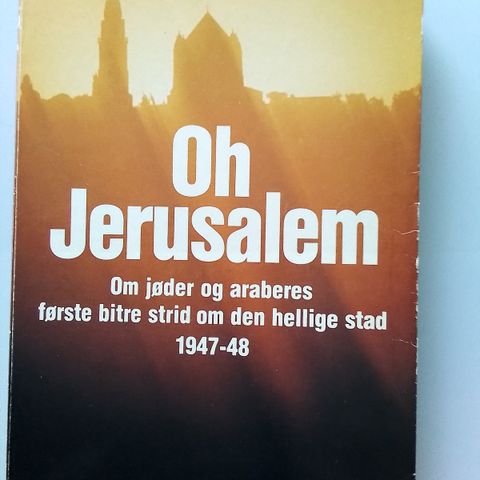 Oh
Jerusalem
Om jøder og araberes
første bitre strid om den hellige stad
1947-48